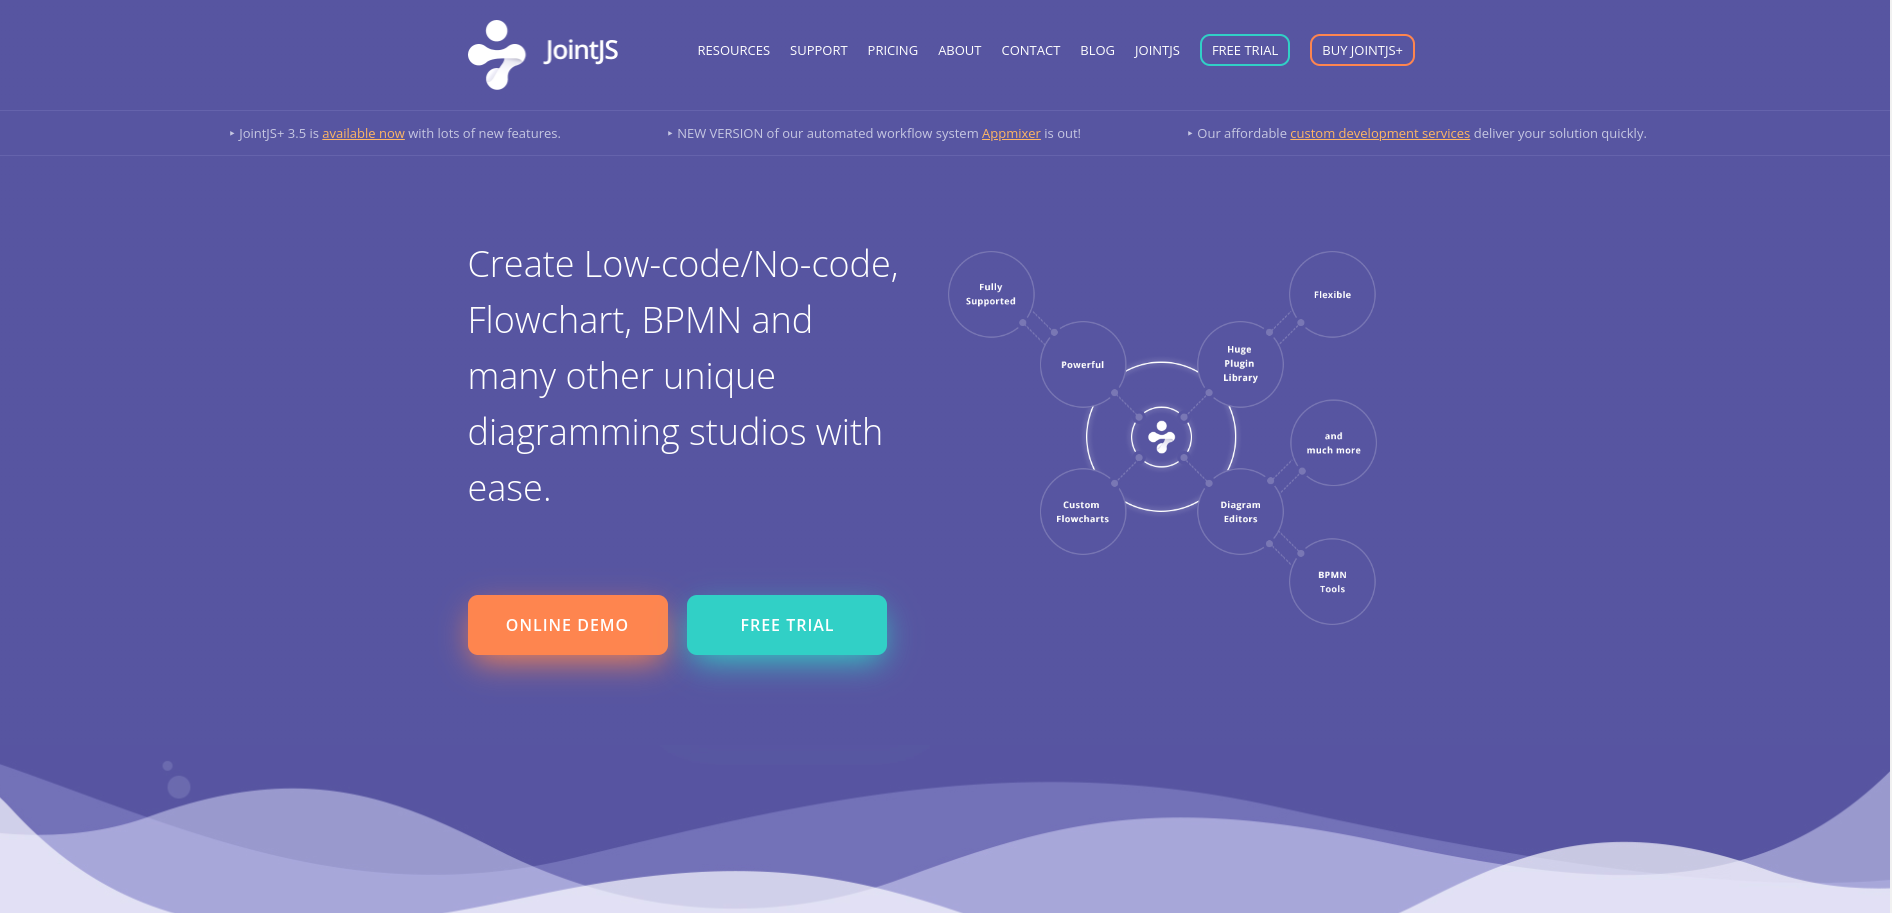 JointJS
RESOURCES SUPPORT PRICING ABOUT CONTACT BLOG JOINTJS FREE TRIAL BUY JOINTJS+
‣ JointJS+ 3.5 is available now with lots of new features.
‣ NEW VERSION of our automated workflow system Appmixer is out!
‣ Our affordable custom development services deliver your solution quickly.
Create Low-code/No-code,
Flowchart, BPMN and
many other unique
diagramming studios with
ease.
ONLINE DEMO
FREE TRIAL
Fully
Supported
Flexible
Powerful
Huge
Plugin
Library
and
much more
Custom
Flowcharts
Diagram
Editors
BPMN
Tools